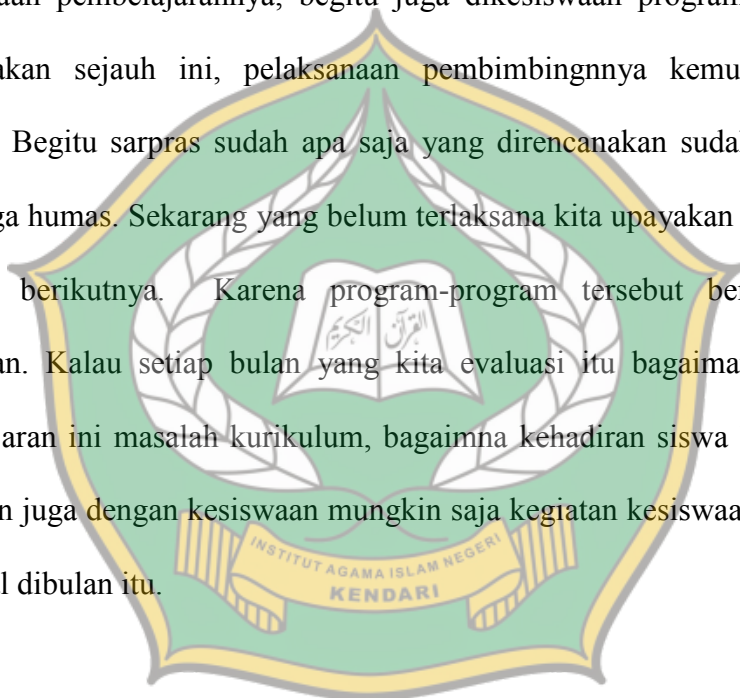 pembelajarannya, begitu juga dikesiswaan program
akan sejauh ini, pelaksanaan pembimbingnnya kemu
Begitu sarpras sudah apa saja yang direncanakan suda
ga humas. Sekarang yang belum terlaksana kita upayakan
berikutnya. Karena program-program tersebut be
القرآن الكريم
an. Kalau setiap bulan yang kita evaluasi itu bagaima
aran ini masalah kurikulum, bagaimna kehadiran siswa
n juga dengan kesiswaan mungkin saja kegiatan kesiswaa
INSTITUT AGAMA ISLAM NEGERI
KENDARI
l dibulan itu.